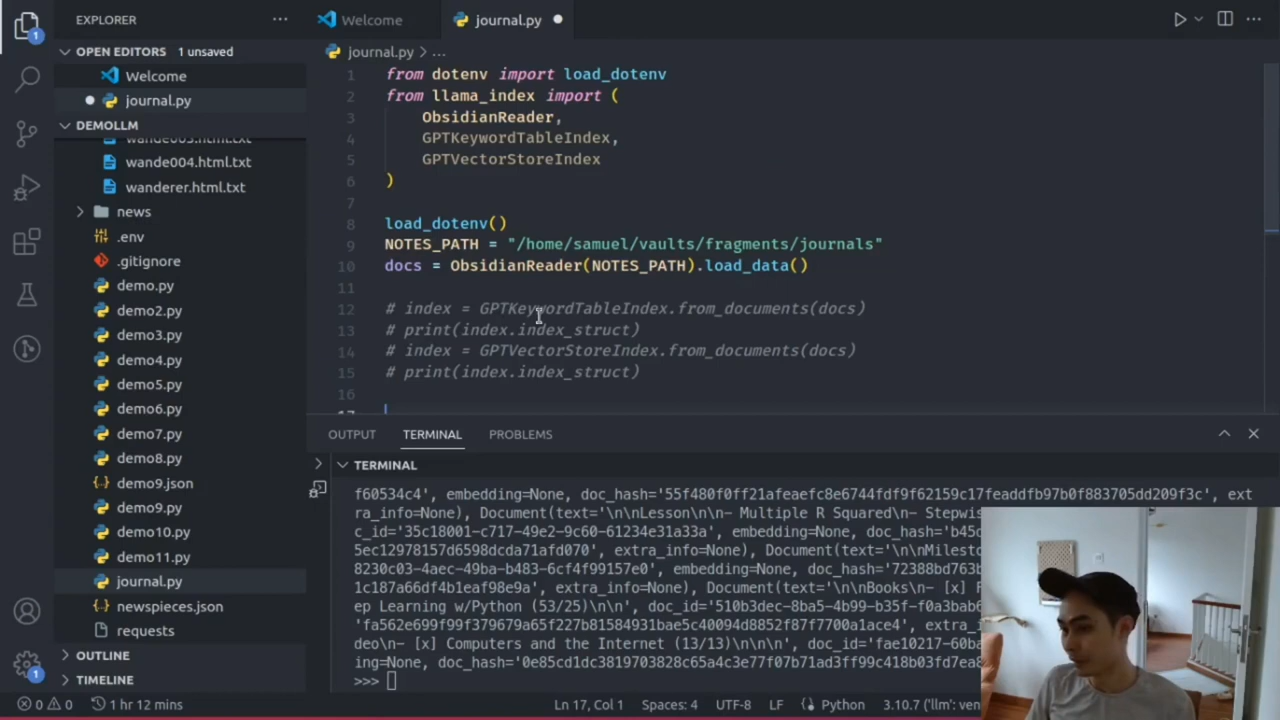 EXPLORER
Welcome
journal.py
OPEN EDITORS 1 unsaved
Welcome
journal.py
DEMOLLM
wande003.html.txt
wande004.html.txt
wanderer.html.txt
news
.env
.gitignore
demo.py
demo2.py
demo3.py
demo4.py
demo5.py
demo6.py
demo7.py
demo8.py
demo9.json
demo9.py
demo10.py
demo11.py
journal.py
newspieces.json
requests
OUTLINE
TIMELINE
journal.py > ...
1 from dotenv import load_dotenv
2 from llama_index import (
3 ObsidianReader,
4 GPTKeywordTableIndex,
5 GPTVectorStoreIndex
6 )
7
8 load_dotenv()
9 NOTES_PATH = "/home/samuel/vaults/fragments/journals"
10 docs = ObsidianReader(NOTES_PATH).load_data()
11
12 # index = GPTKeywordTableIndex.from_documents(docs)
13 # print(index.index_struct)
14 # index = GPTVectorStoreIndex.from_documents(docs)
15 # print(index.index_struct)
16
17
OUTPUT TERMINAL PROBLEMS
TERMINAL
f60534c4', embedding=None, doc_hash='55f480f0ff21afeaefc8e6744fdf9f62159c17feaddfb97b0f883705dd209f3c', ext
ra_info=None), Document(text='\n\nLesson\n\n- Multiple R Squared\n- Stepwis
c_id='35c18001-c717-49e2-9c60-61234e31a33a', embedding=None, doc_hash='b45c
5ec12978157d6598dcda71afd070', extra_info=None), Document(text='\n\nMilesto
8230c03-4aec-49ba-b483-6cf4f99157e0', embedding=None, doc_hash='72388bd763b
1c187a66df4b1eaf98e9a', extra_info=None), Document(text='\n\nBooks\n- [x] F
ep Learning w/Python (53/25)\n\n', doc_id='510b3dec-8ba5-4b99-b35f-f0a3bab6
'fa562e699f99f379679a65f227b81584931bae5c40094d8852f87f7700a1ace4', extra_i
deo\n- [x] Computers and the Internet (13/13)\n\n\n', doc_id='fae10217-60ba
ing=None, doc_hash='0e85cd1dc3819703828c65a4c3e77f07b71ad3ff99c418b03fd7ea8
>>>
0 0 1 hr 12 mins Ln 17, Col 1 Spaces: 4 UTF-8 LF Python 3.10.7 ('llm': ven